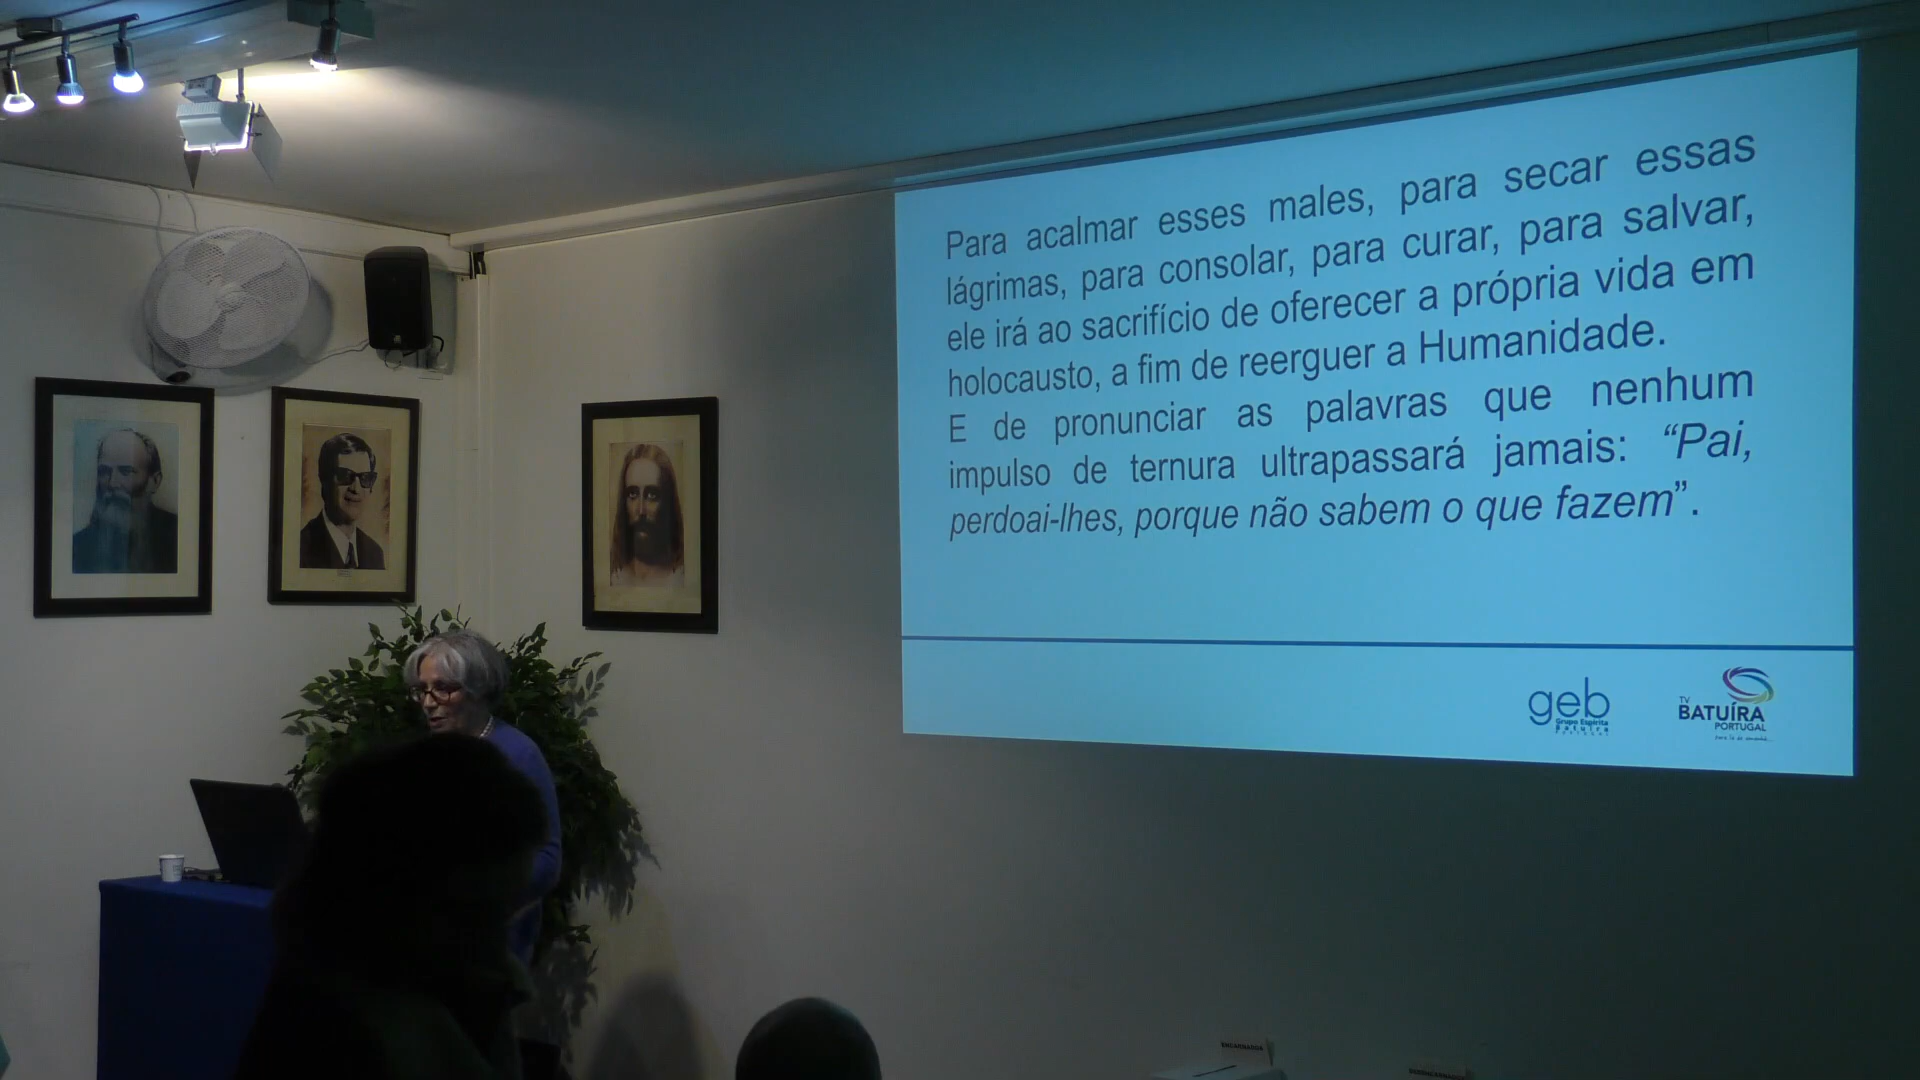 Para acalmar esses males, para secar essas
lágrimas, para consolar, para curar, para salvar,
ele irá ao sacrifício de oferecer a própria vida em
holocausto, a fim de reerguer a Humanidade.
E de pronunciar as palavras que nenhum
impulso de ternura ultrapassará jamais: “Pai,
perdoai-lhes, porque não sabem o que fazem”.
geb
Grupo Espírita
Batuíra
TV
BATUÍRA
PORTUGAL
ENCARNADOS